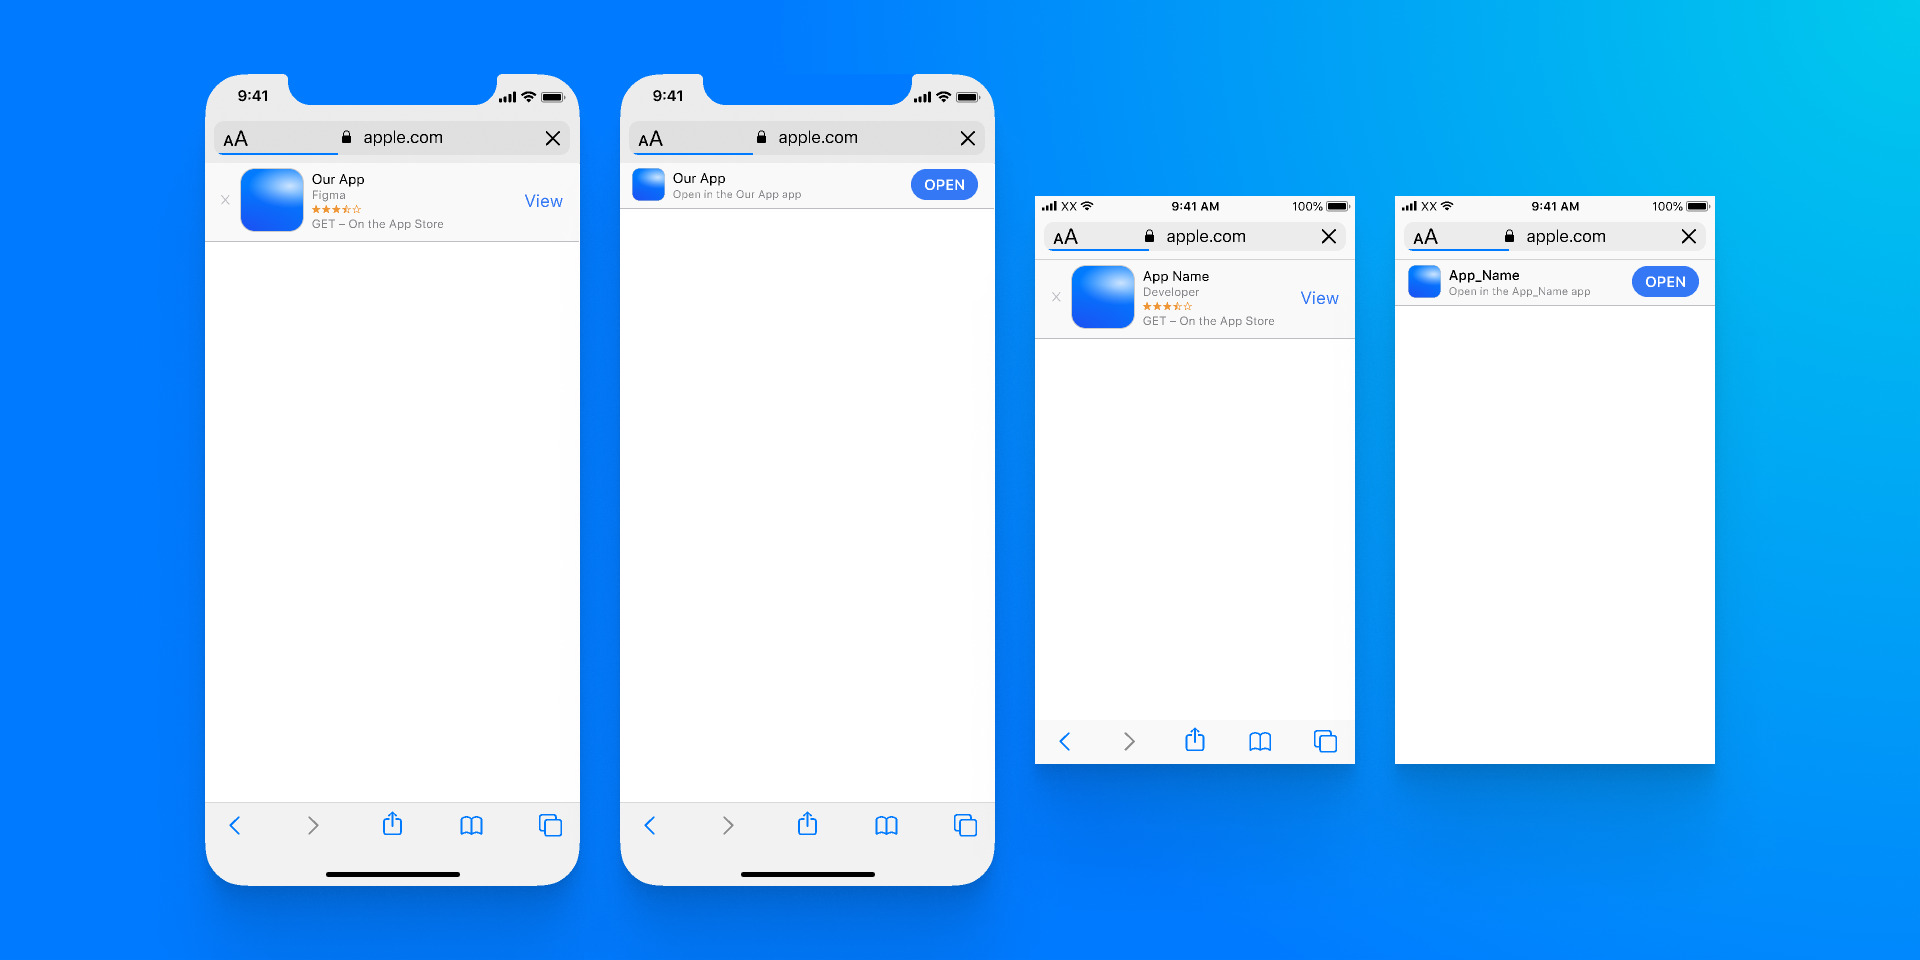 9:41
AA
apple.com
Our App
Figma
GET – On the App Store
View
9:41
AA
apple.com
Our App
Open in the Our App app
OPEN
XX
9:41 AM
100%
AA
apple.com
App Name
Developer
GET – On the App Store
View
XX
9:41 AM
100%
AA
apple.com
App_Name
Open in the App_Name app
OPEN